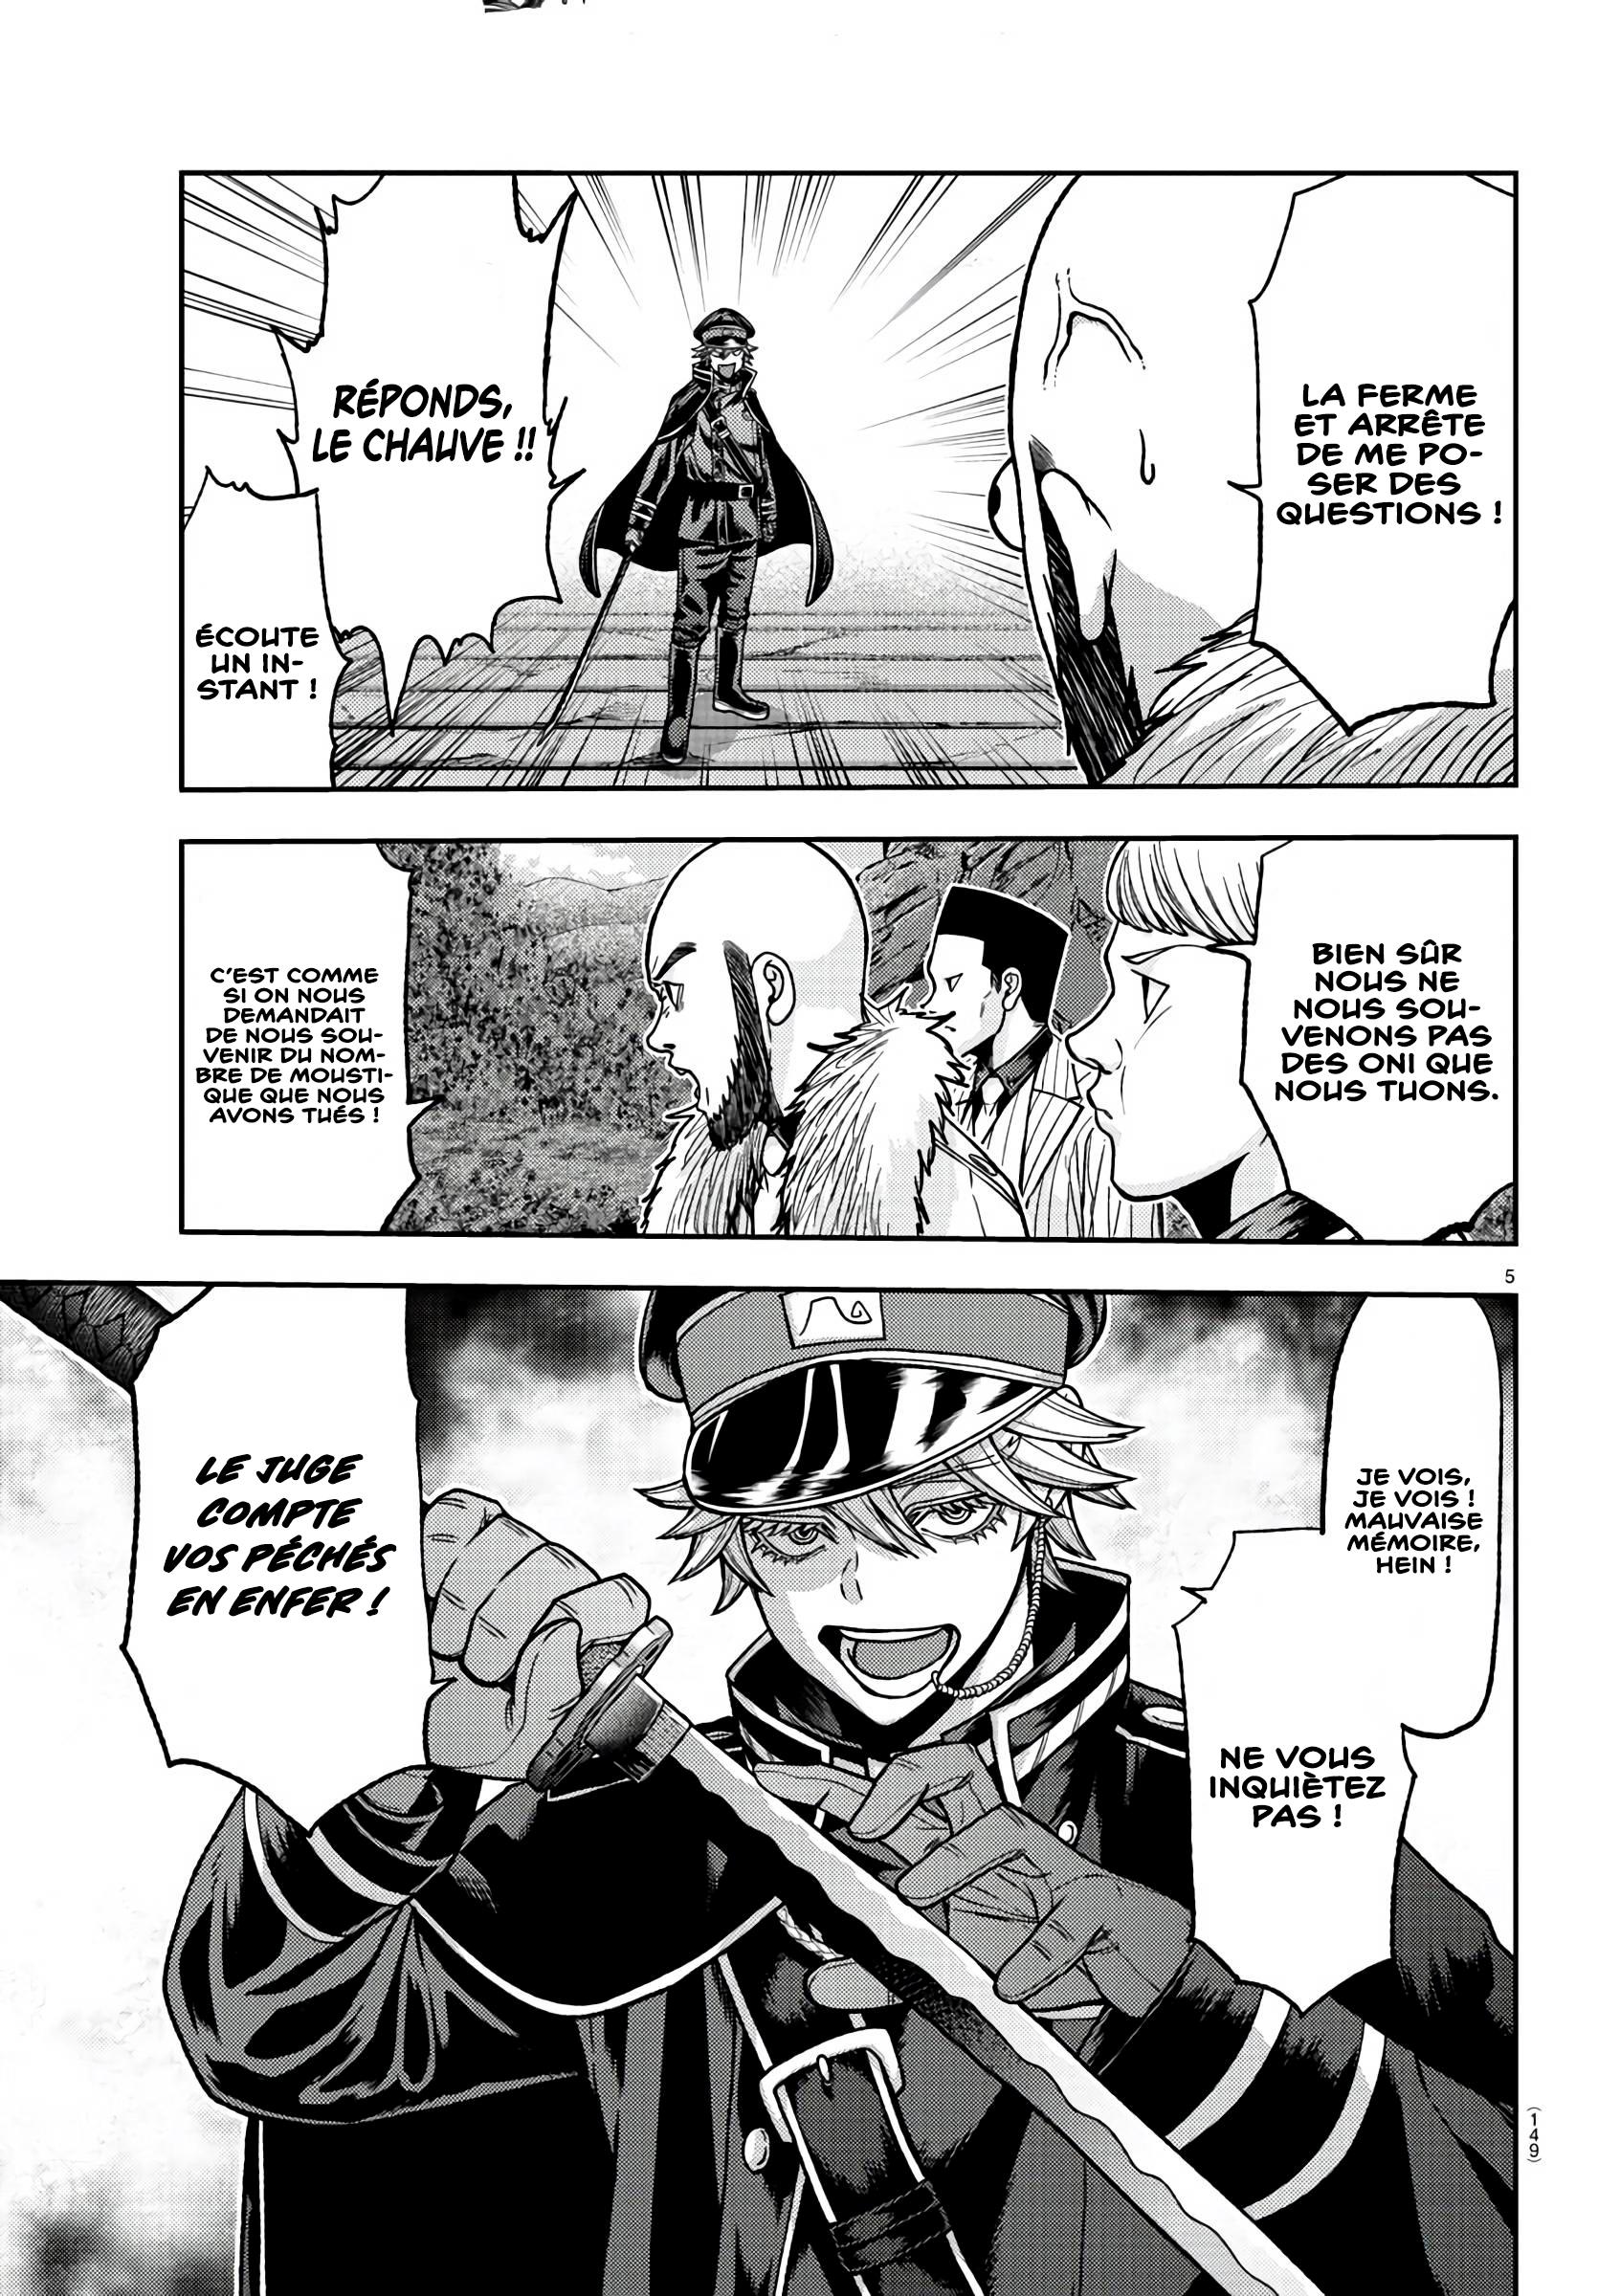 LA FERME
ET ARRÊTE
DE ME PO-
SER DES
QUESTIONS !
RÉPONDS,
LE CHAUVE !!
ÉCOUTE
UN IN-
STANT !
BIEN SÛR
NOUS NE
NOUS SOU-
VENONS PAS
DES ONI QUE
NOUS TUONS.
C'EST COMME
SI ON NOUS
DEMANDAIT
DE NOUS SOU-
VENIR DU NOM-
BRE DE MOUSTI-
QUE QUE NOUS
AVONS TUÉS !
5
JE VOIS,
JE VOIS !
MAUVAISE
MÉMOIRE,
HEIN !
NE VOUS
INQUIÈTEZ
PAS !
LE JUGE
COMPTE
VOS PÉCHÉS
EN ENFER !
(149)